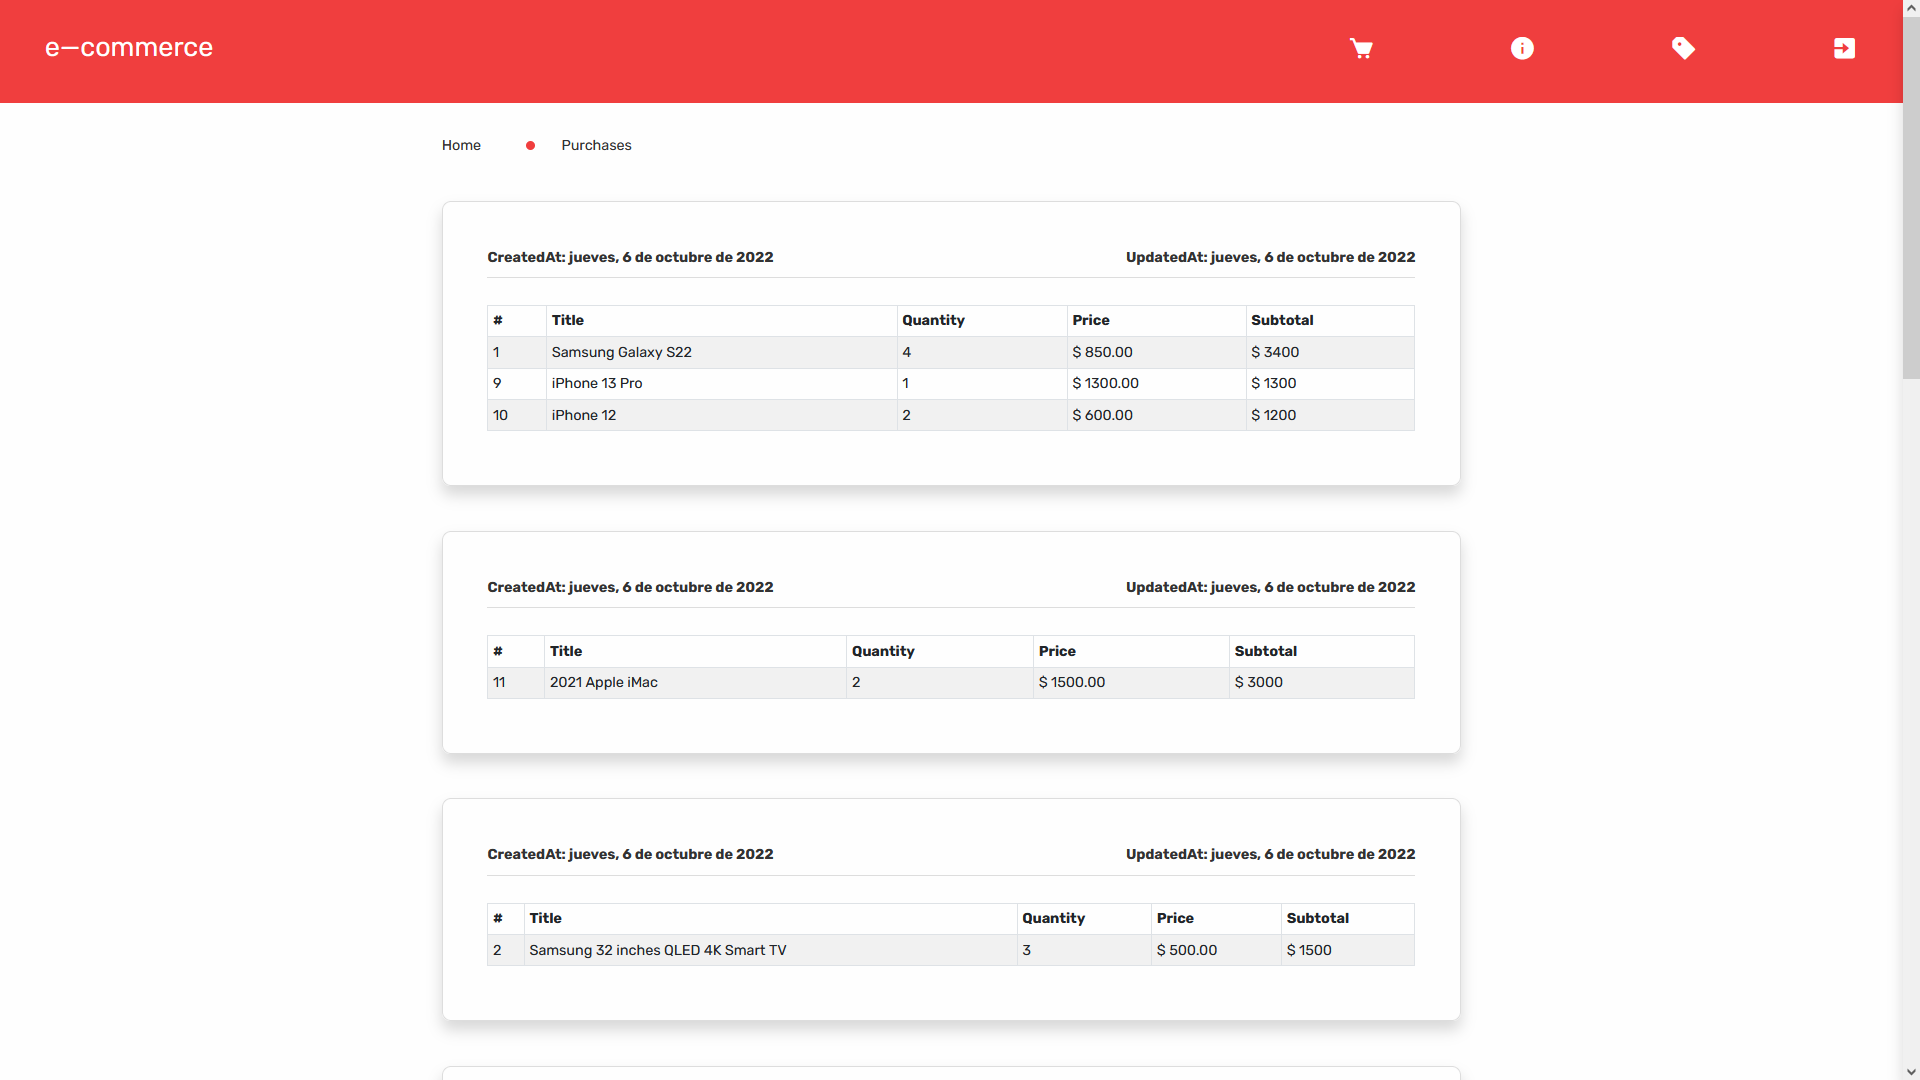 e—commerce
Home
Purchases
CreatedAt: jueves, 6 de octubre de 2022 UpdatedAt: jueves, 6 de octubre de 2022
# Title Quantity Price Subtotal
1 Samsung Galaxy S22 4 $ 850.00 $ 3400
9 iPhone 13 Pro 1 $ 1300.00 $ 1300
10 iPhone 12 2 $ 600.00 $ 1200
CreatedAt: jueves, 6 de octubre de 2022 UpdatedAt: jueves, 6 de octubre de 2022
# Title Quantity Price Subtotal
11 2021 Apple iMac 2 $ 1500.00 $ 3000
CreatedAt: jueves, 6 de octubre de 2022 UpdatedAt: jueves, 6 de octubre de 2022
# Title Quantity Price Subtotal
2 Samsung 32 inches QLED 4K Smart TV 3 $ 500.00 $ 1500